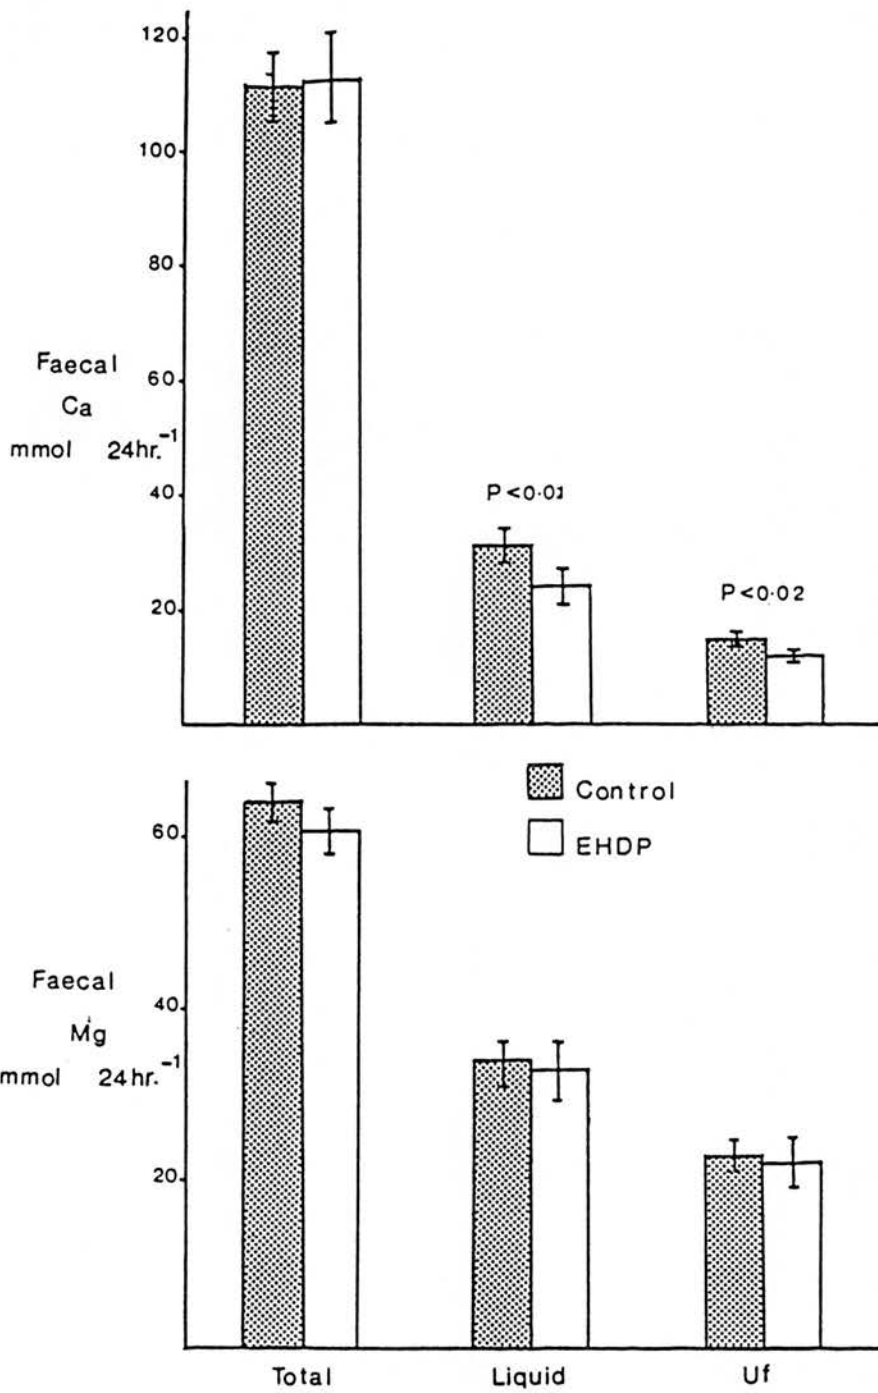 120
100
80
60
40
20
Faecal
Ca
mmol 24hr.⁻¹
P<0·01
P<0·02
Control
EHDP
60
40
20
Faecal
Mg
mmol 24hr.⁻¹
Total Liquid Uf